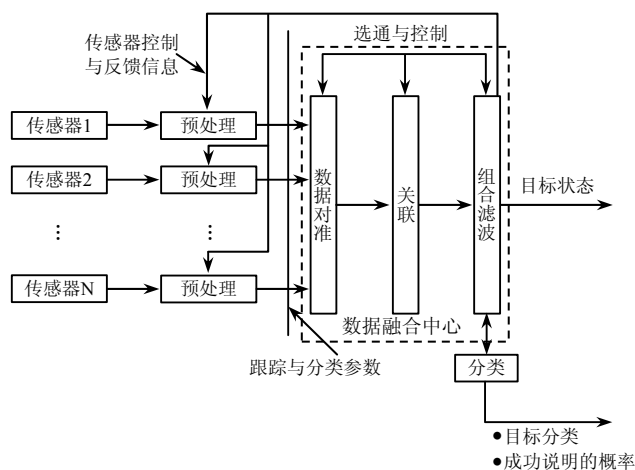 传感器控制
与反馈信息
选通与控制
传感器1
预处理
传感器2
预处理
⋮
⋮
传感器N
预处理
数据对准
关联
组合滤波
目标状态
数据融合中心
跟踪与分类参数
分类
●目标分类
●成功说明的概率